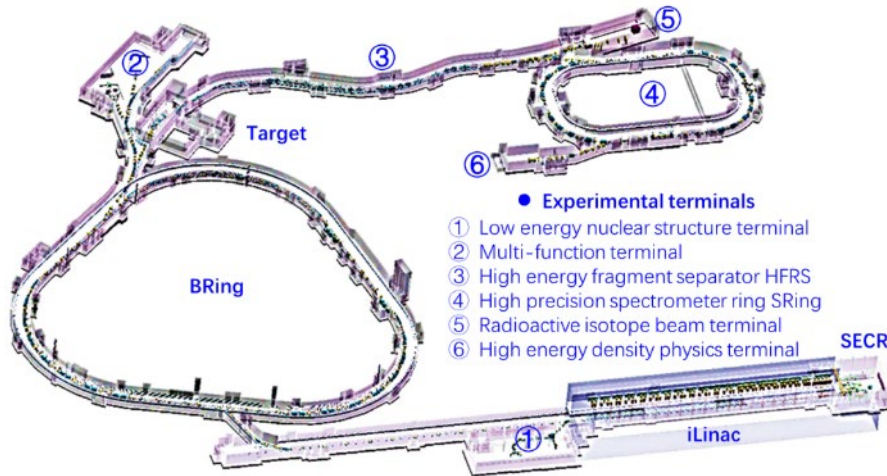 ⑤
③
②
④
Target
⑥
● Experimental terminals
① Low energy nuclear structure terminal
② Multi-function terminal
BRing
③ High energy fragment separator HFRS
④ High precision spectrometer ring SRing
⑤ Radioactive isotope beam terminal
⑥ High energy density physics terminal
SECR
①
iLinac